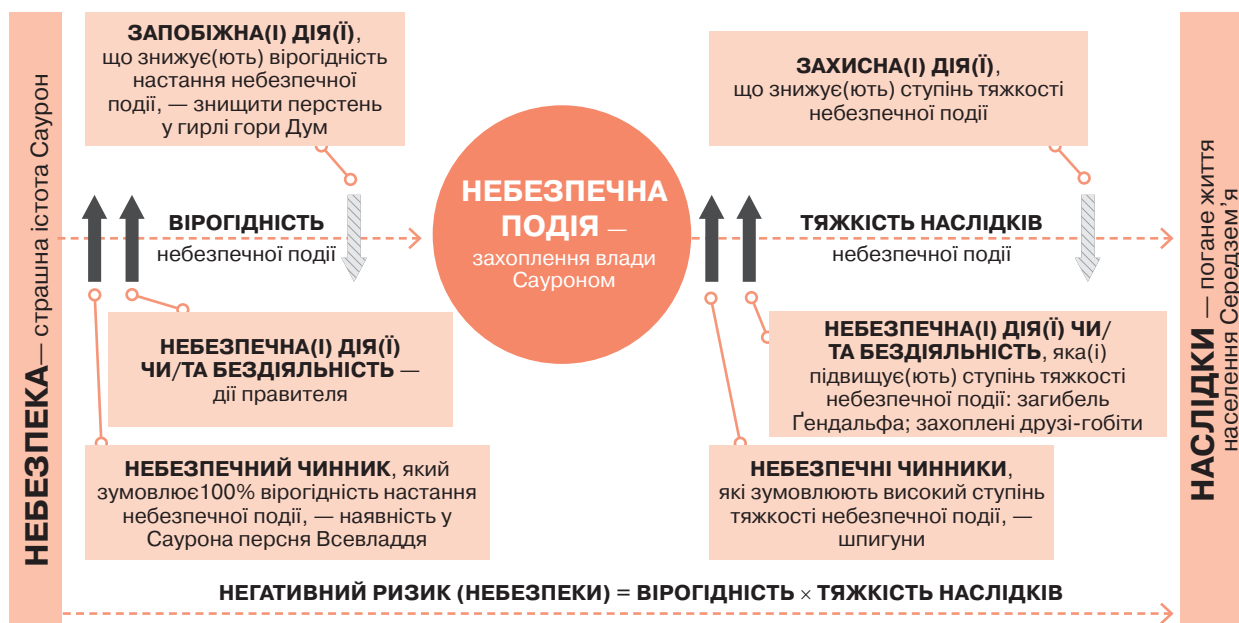 НЕБЕЗПЕКА— страшна істота Саурон
ЗАПОБІЖНА(І) ДІЯ(Ї),
що знижує(ють) вірогідність
настання небезпечної
події, — знищити перстень
у гирлі гори Дум
ВІРОГІДНІСТЬ
небезпечної події
НЕБЕЗПЕЧНА(І) ДІЯ(Ї)
ЧИ/ТА БЕЗДІЯЛЬНІСТЬ —
дії правителя
НЕБЕЗПЕЧНИЙ ЧИННИК, який
зумовлює100% вірогідність настання
небезпечної події, — наявність у
Саурона персня Всевладдя
НЕБЕЗПЕЧНА
ПОДІЯ —
захоплення влади
Сауроном
ЗАХИСНА(І) ДІЯ(Ї),
що знижує(ють) ступінь тяжкості
небезпечної події
ТЯЖКІСТЬ НАСЛІДКІВ
небезпечної події
НЕБЕЗПЕЧНА(І) ДІЯ(Ї) ЧИ/
ТА БЕЗДІЯЛЬНІСТЬ, яка(і)
підвищує(ють) ступінь тяжкості
небезпечної події: загибель
Ґендальфа; захоплені друзі-гобіти
НЕБЕЗПЕЧНІ ЧИННИКИ,
які зумовлюють високий ступінь
тяжкості небезпечної події, —
шпигуни
НАСЛІДКИ — погане життя
населення Середзем’я
НЕГАТИВНИЙ РИЗИК (НЕБЕЗПЕКИ) = ВІРОГІДНІСТЬ × ТЯЖКІСТЬ НАСЛІДКІВ